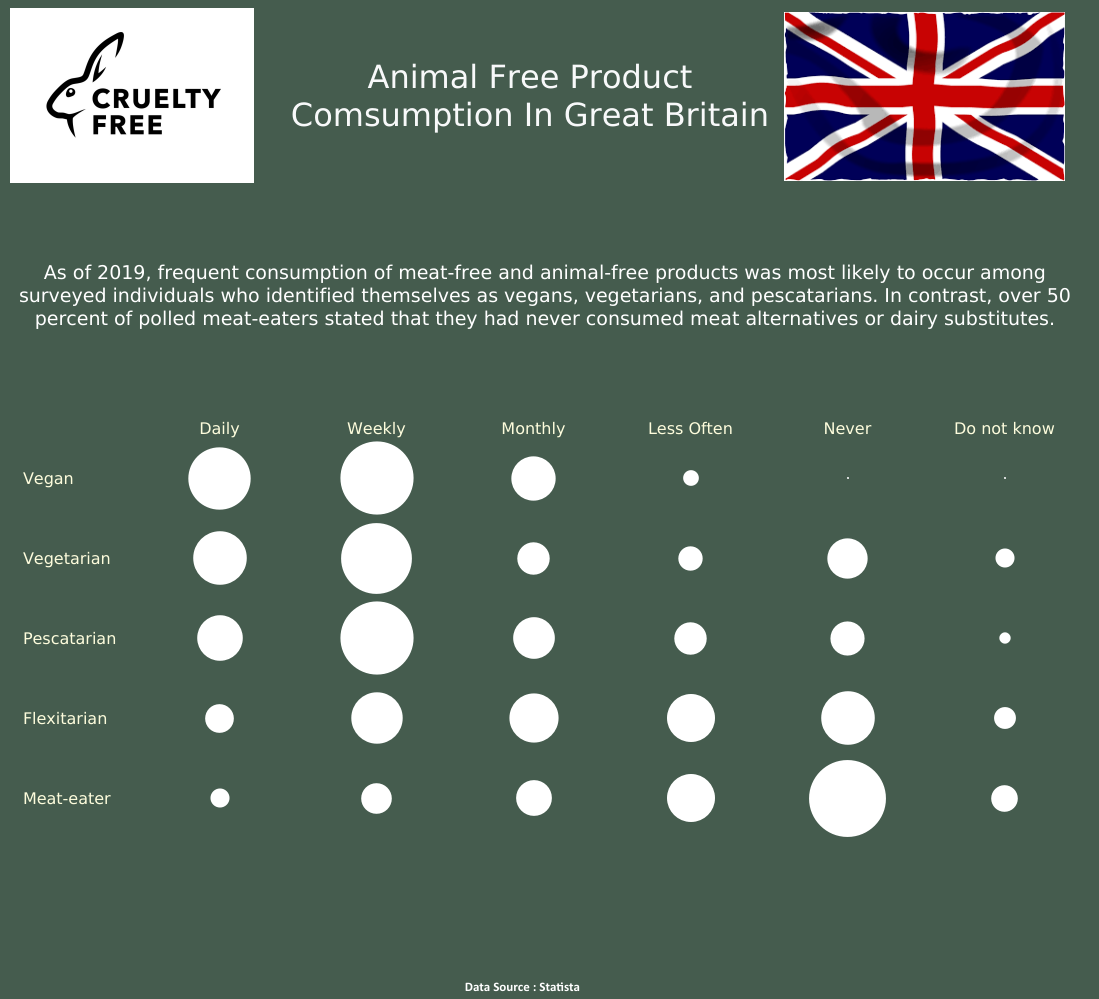 CRUELTY
FREE
Animal Free Product
Comsumption In Great Britain
As of 2019, frequent consumption of meat-free and animal-free products was most likely to occur among
surveyed individuals who identified themselves as vegans, vegetarians, and pescatarians. In contrast, over 50
percent of polled meat-eaters stated that they had never consumed meat alternatives or dairy substitutes.
Daily Weekly Monthly Less Often Never Do not know
Vegan
Vegetarian
Pescatarian
Flexitarian
Meat-eater
Data Source : Statista